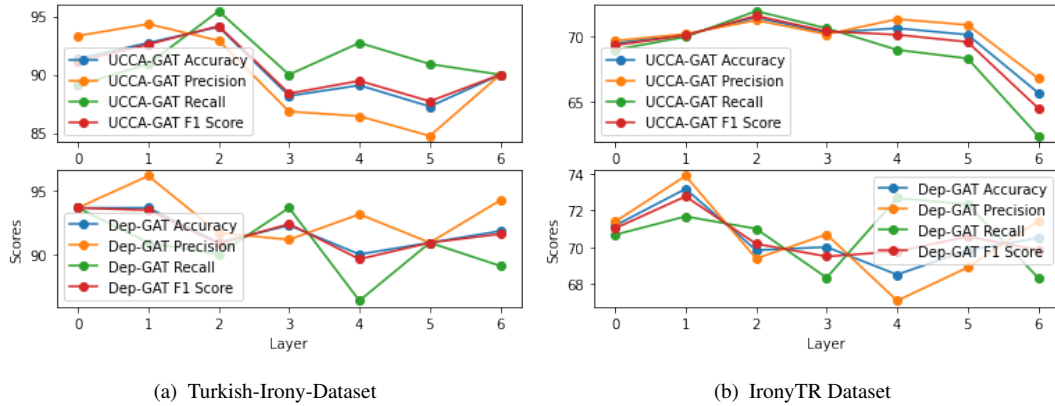 95
90
85
UCCA-GAT Accuracy
UCCA-GAT Precision
UCCA-GAT Recall
UCCA-GAT F1 Score
0 1 2 3 4 5 6
70
65
UCCA-GAT Accuracy
UCCA-GAT Precision
UCCA-GAT Recall
UCCA-GAT F1 Score
0 1 2 3 4 5 6
Scores
95
90
Dep-GAT Accuracy
Dep-GAT Precision
Dep-GAT Recall
Dep-GAT F1 Score
0 1 2 3 4 5 6
Layer
Scores
74
72
70
68
Dep-GAT Accuracy
Dep-GAT Precision
Dep-GAT Recall
Dep-GAT F1 Score
0 1 2 3 4 5 6
Layer
(a) Turkish-Irony-Dataset
(b) IronyTR Dataset